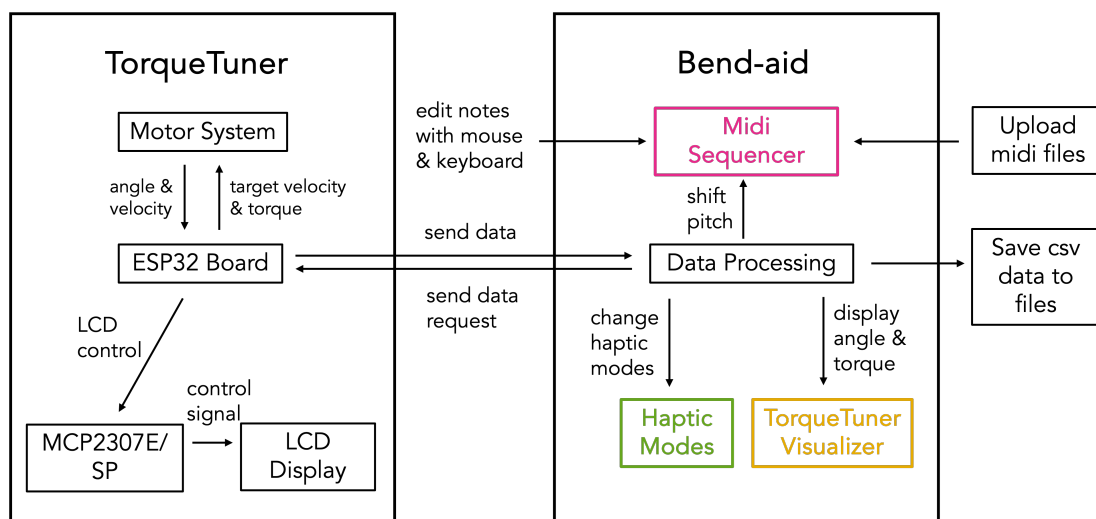 TorqueTuner
Motor System
angle &
velocity
target velocity
& torque
ESP32 Board
LCD
control
MCP2307E/
SP
control
signal
LCD
Display
send data
send data
request
edit notes
with mouse
& keyboard
Bend-aid
Midi
Sequencer
shift
pitch
Data Processing
change
haptic
modes
display
angle &
torque
Haptic
Modes
TorqueTuner
Visualizer
Upload
midi files
Save csv
data to
files